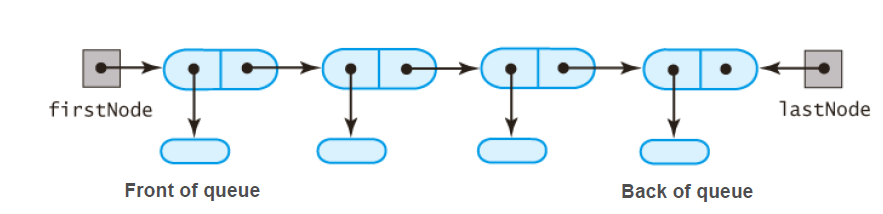 firstNode
lastNode
Front of queue
Back of queue